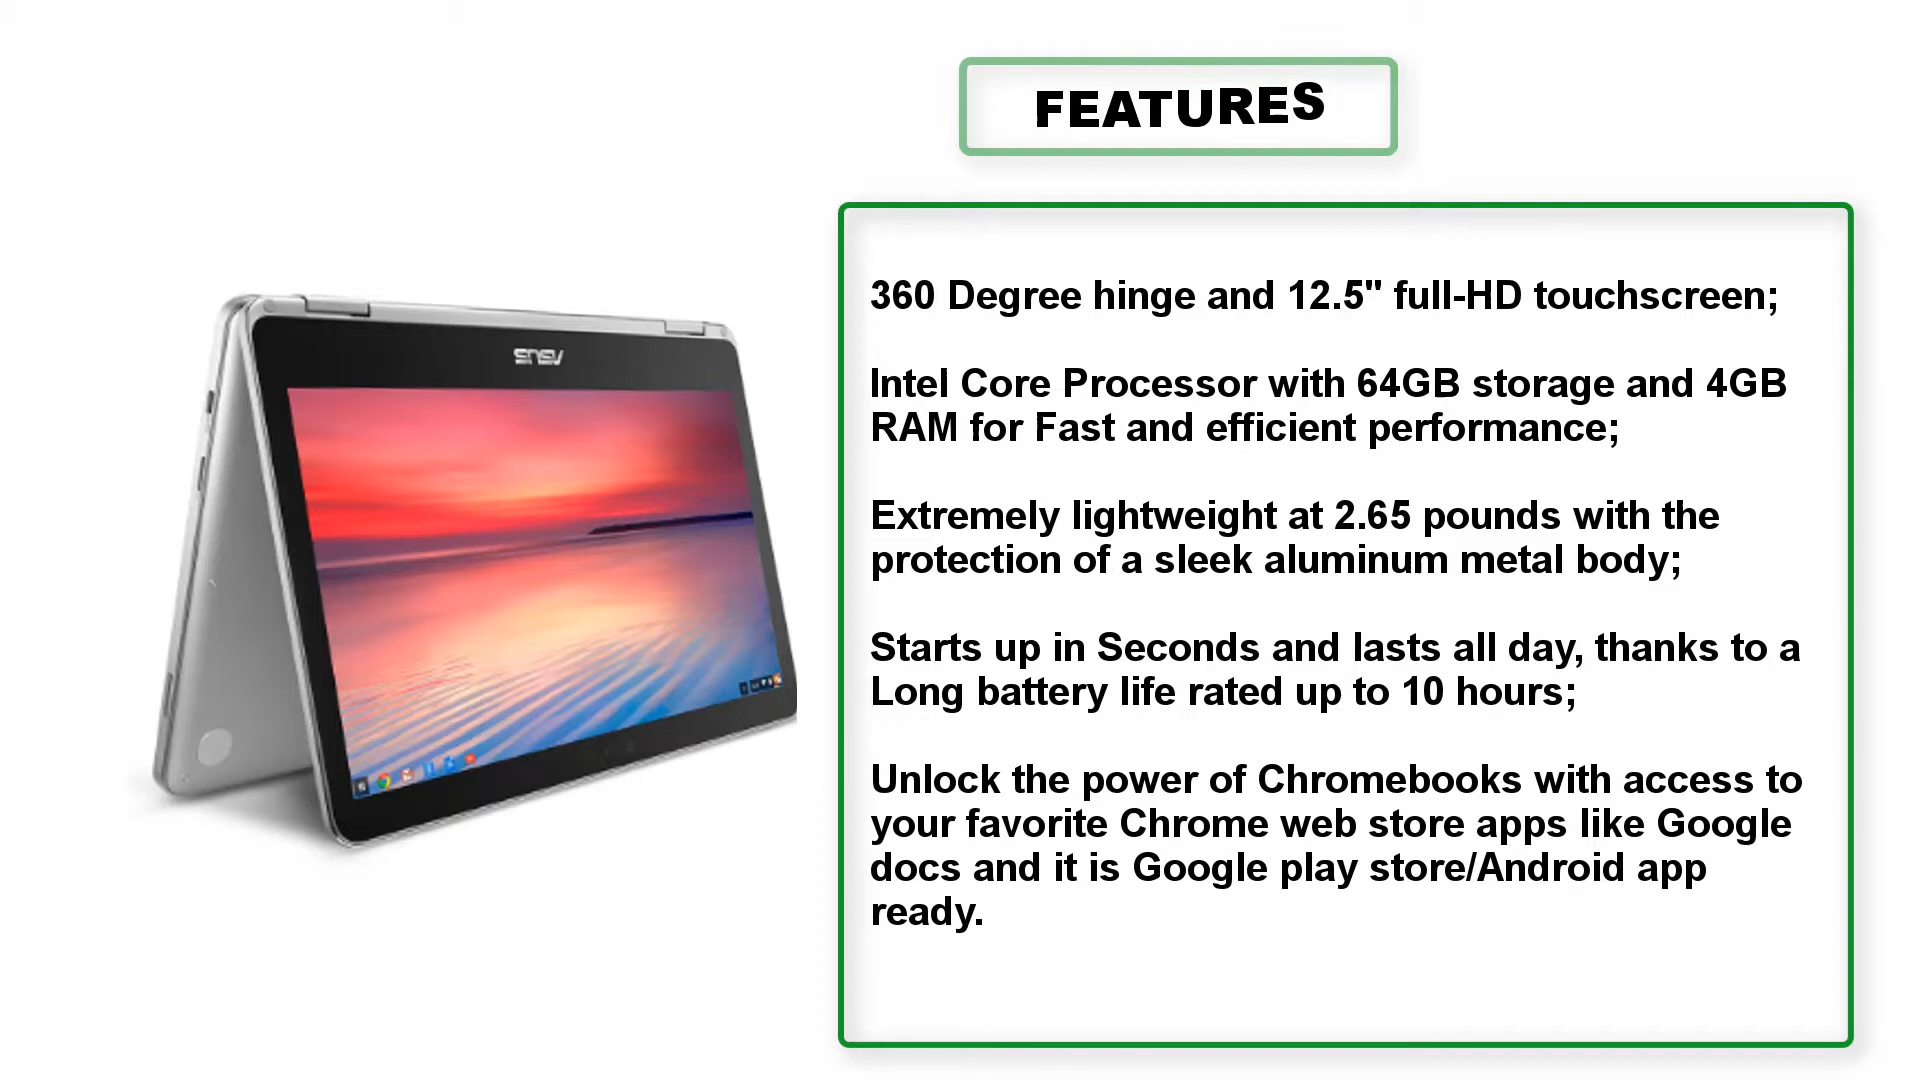 FEATURES
ASUS
360 Degree hinge and 12.5" full-HD touchscreen;
Intel Core Processor with 64GB storage and 4GB
RAM for Fast and efficient performance;
Extremely lightweight at 2.65 pounds with the
protection of a sleek aluminum metal body;
Starts up in Seconds and lasts all day, thanks to a
Long battery life rated up to 10 hours;
Unlock the power of Chromebooks with access to
your favorite Chrome web store apps like Google
docs and it is Google play store/Android app
ready.